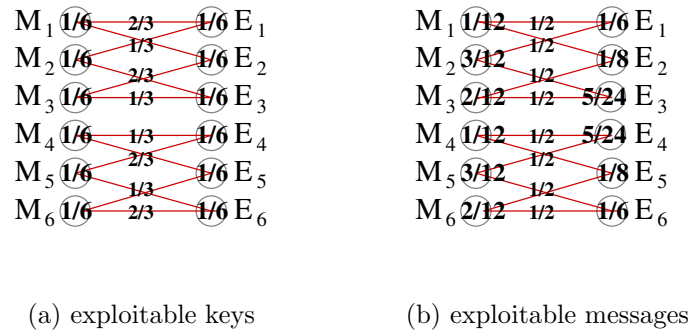 M1 1/6 2/3 1/6 E1 M1 1/12 1/2 1/6 E1
1/3 1/2
M2 1/6 1/6 E2 M2 3/12 1/8 E2
2/3 1/2
M3 1/6 1/3 1/6 E3 M3 2/12 1/2 5/24 E3
M4 1/6 1/3 1/6 E4 M4 1/12 1/2 5/24 E4
2/3 1/2
M5 1/6 1/6 E5 M5 3/12 1/8 E5
1/3 1/2
M6 1/6 2/3 1/6 E6 M6 2/12 1/2 1/6 E6
(a) exploitable keys (b) exploitable messages